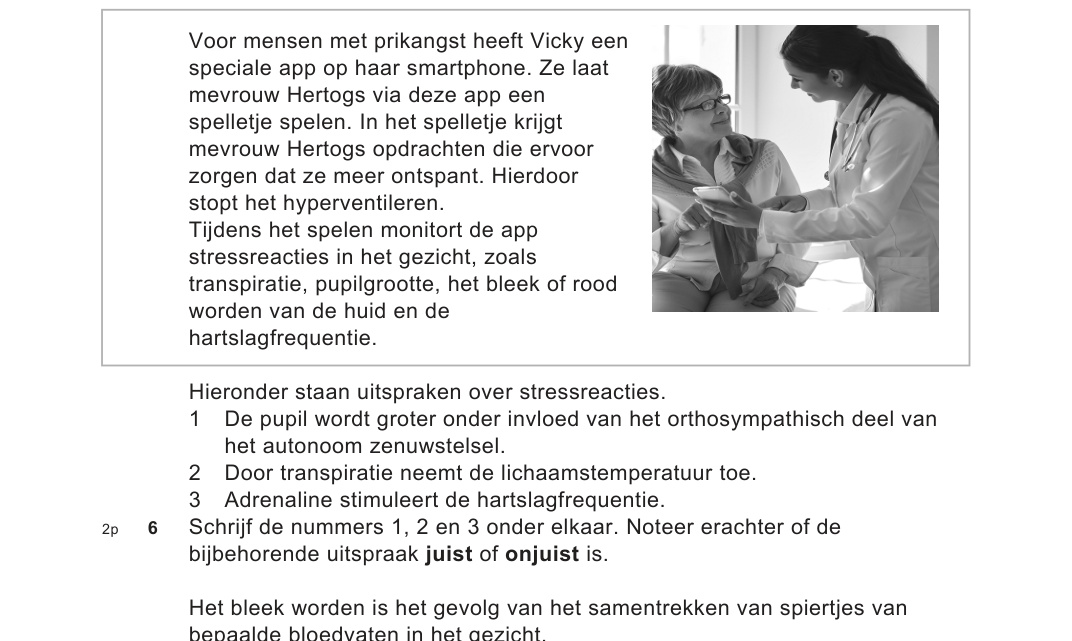 Voor mensen met prikangst heeft Vicky een
speciale app op haar smartphone. Ze laat
mevrouw Hertogs via deze app een
spelletje spelen. In het spelletje krijgt
mevrouw Hertogs opdrachten die ervoor
zorgen dat ze meer ontspant. Hierdoor
stopt het hyperventileren.
Tijdens het spelen monitort de app
stressreacties in het gezicht, zoals
transpiratie, pupilgrootte, het bleek of rood
worden van de huid en de
hartslagfrequentie.
Hieronder staan uitspraken over stressreacties.
1 De pupil wordt groter onder invloed van het orthosympathisch deel van
het autonoom zenuwstelsel.
2 Door transpiratie neemt de lichaamstemperatuur toe.
3 Adrenaline stimuleert de hartslagfrequentie.
2p 6 Schrijf de nummers 1, 2 en 3 onder elkaar. Noteer erachter of de
bijbehorende uitspraak juist of onjuist is.
Het bleek worden is het gevolg van het samentrekken van spiertjes van
bepaalde bloedvaten in het gezicht.